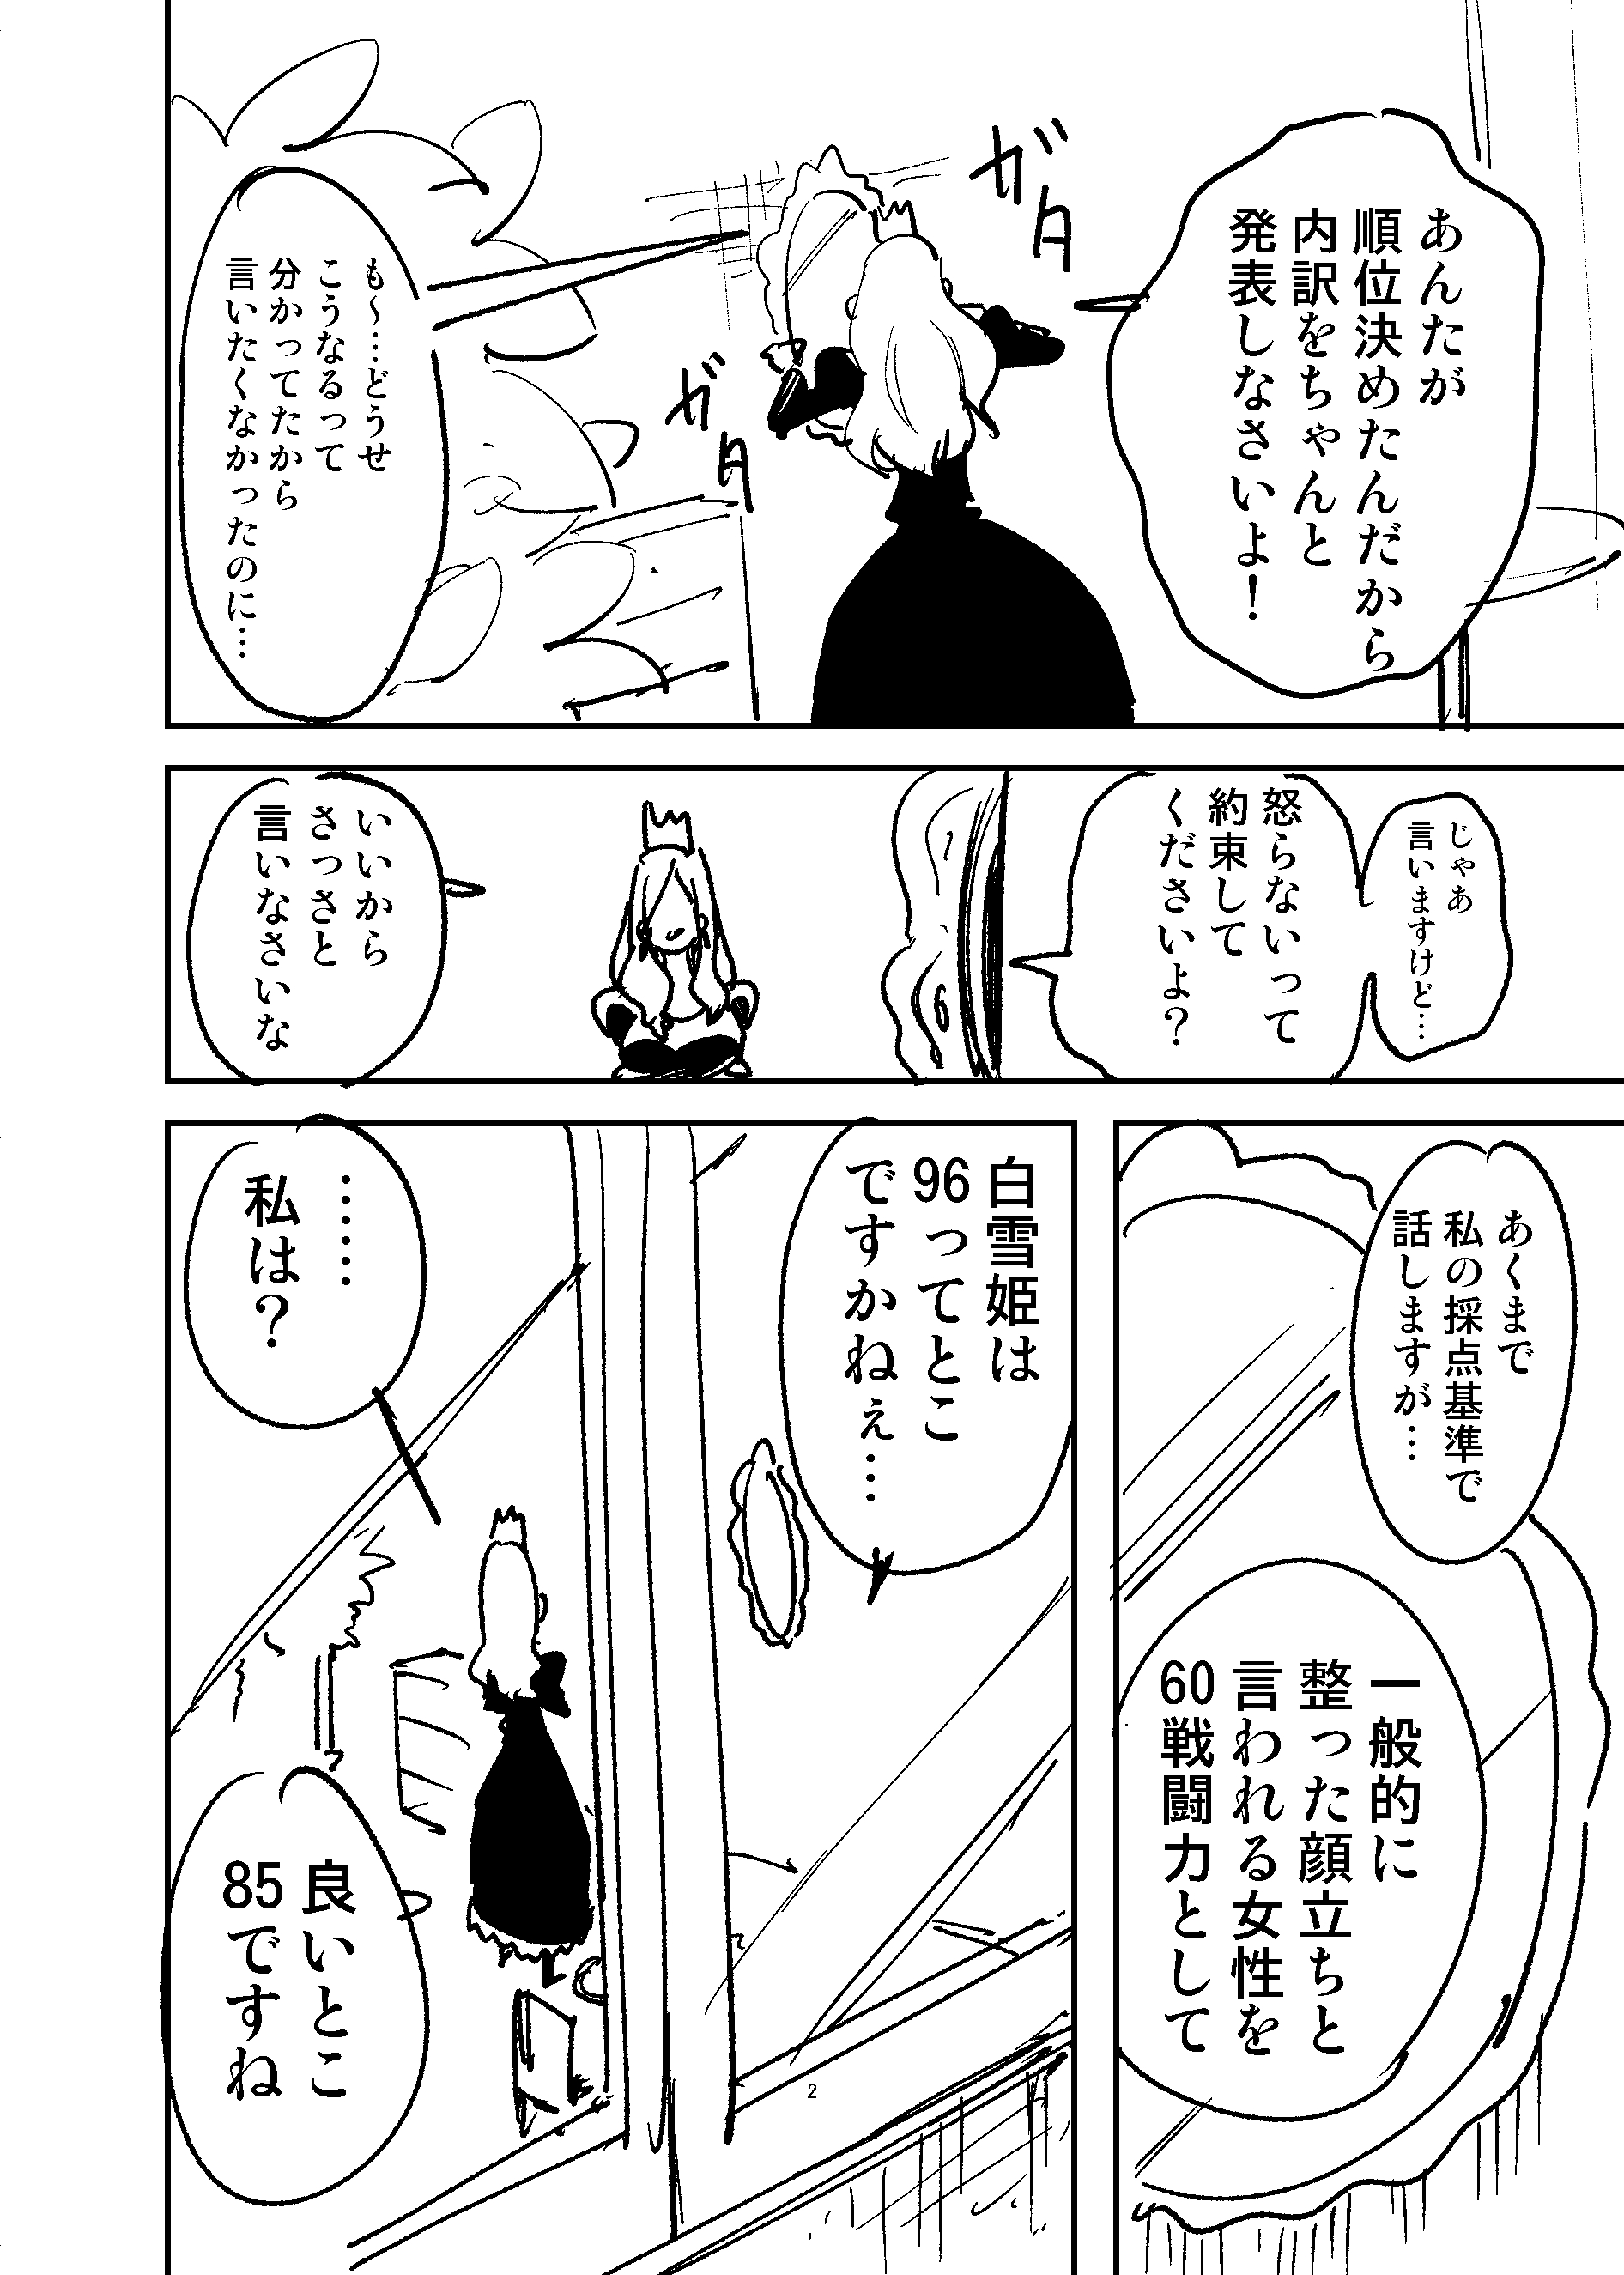 あんたが
順位決めたんだから
内訳をちゃんと
発表しなさいよ！
ガタ
ガタ
も〜…どうせ
こうなるって
分かってたから
言いたくなかったのに…
じゃあ
言いますけど…
怒らないって
約束して
くださいよ？
いいから
さっさと
言いなさいな
あくまで
私の採点基準で
話しますが…
一般的に
整った顔立ちと
言われる女性を
60戦闘力として
白雪姫は
96ってとこ
ですかねぇ…
……
私は？
良いとこ
85ですね
2